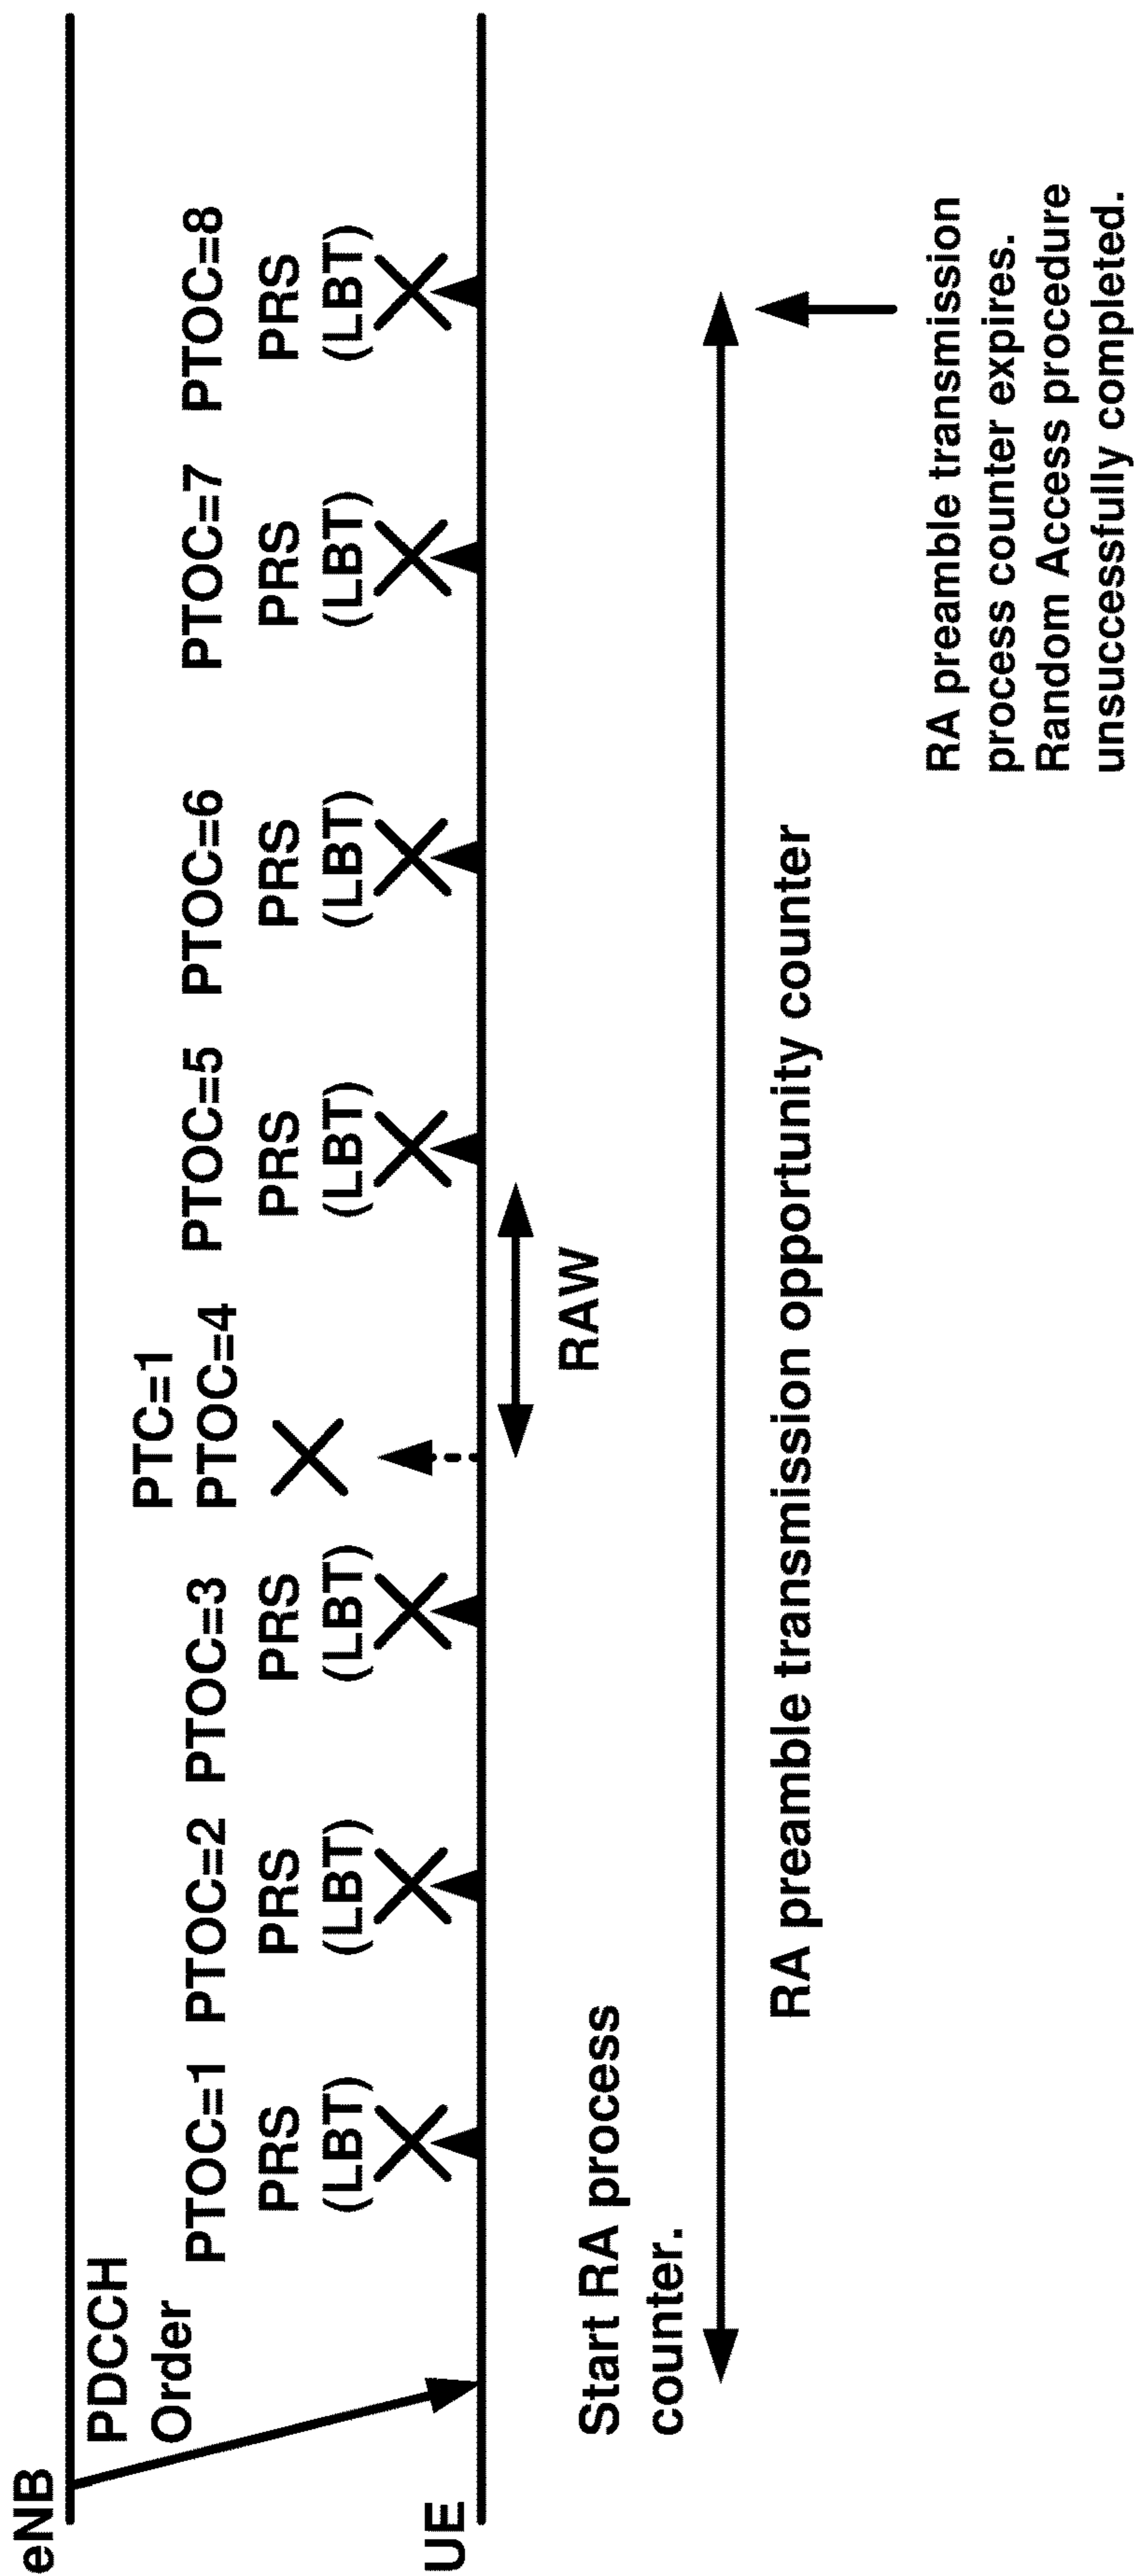 eNB
PDCCH
Order
PTOC=1
PRS
(LBT)
PTOC=2
PRS
(LBT)
PTOC=3
PRS
(LBT)
PTC=1
PTOC=4
PTOC=5
PRS
(LBT)
PTOC=6
PRS
(LBT)
PTOC=7
PRS
(LBT)
PTOC=8
PRS
(LBT)
UE
RAW
Start RA process
counter.
RA preamble transmission opportunity counter
RA preamble transmission
process counter expires.
Random Access procedure
unsuccessfully completed.